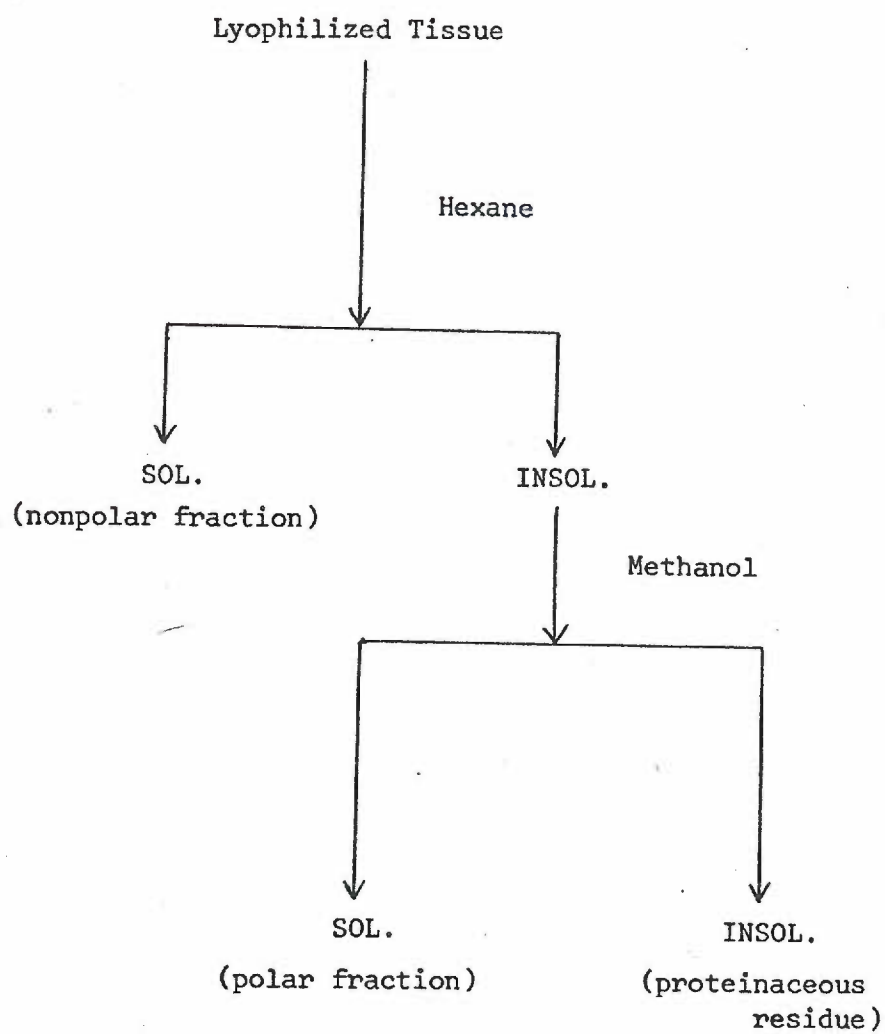 Lyophilized Tissue
Hexane
SOL.
(nonpolar fraction)
INSOL.
Methanol
SOL.
(polar fraction)
INSOL.
(proteinaceous
residue)